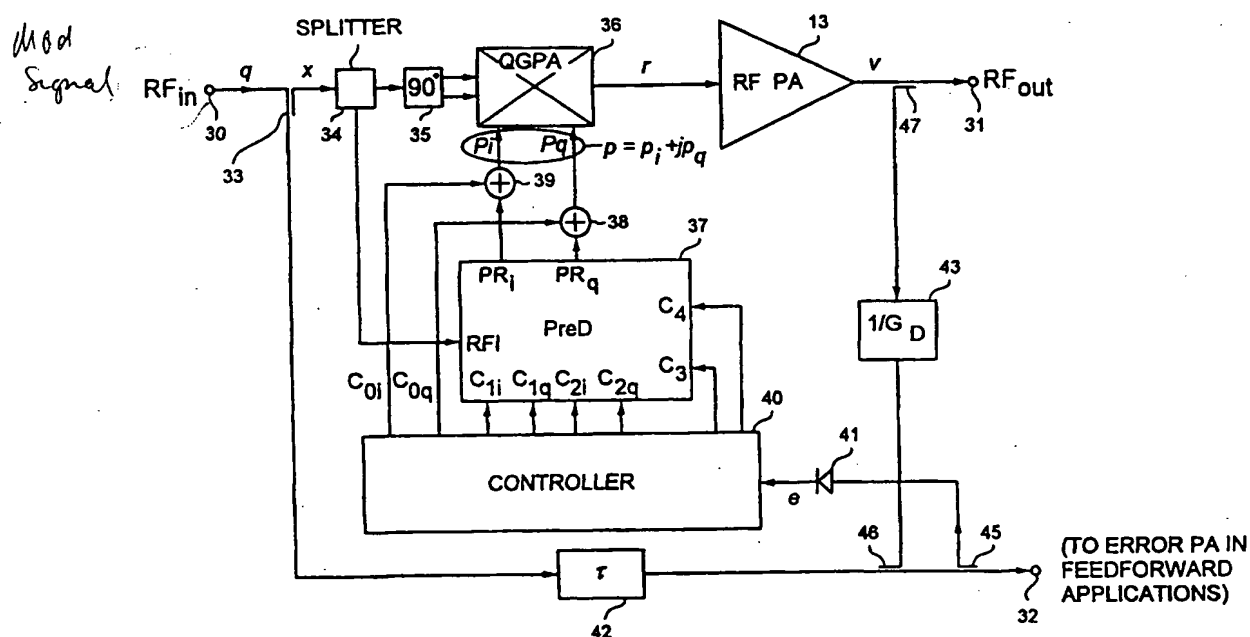 Mod
Signal
SPLITTER
q
x
RFin
30
33
34
90°
35
QGPA
36
r
13
RF PA
v
RFout
31
47
Pi
Pq
p = pi + jpq
39
38
37
PRi
PRq
C4
PreD
RFI
C3
C0i
C0q
C1i
C1q
C2i
C2q
43
1/G D
40
CONTROLLER
41
e
46
45
32
(TO ERROR PA IN
FEEDFORWARD
APPLICATIONS)
τ
42